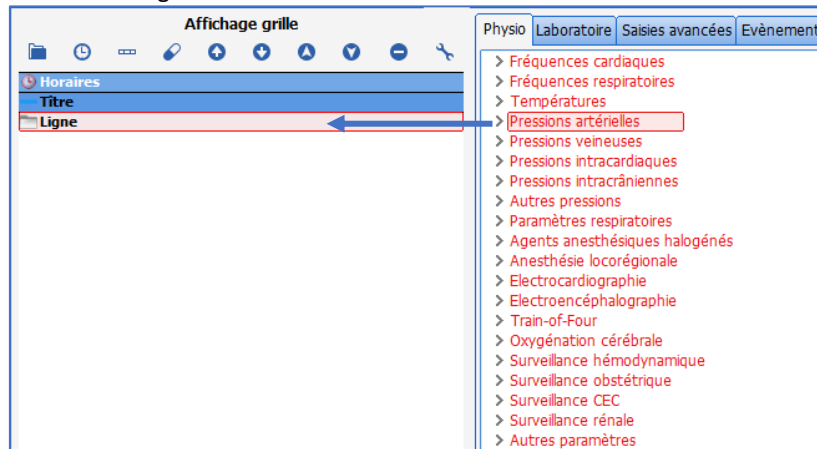 Affichage grille
Horaires
Tître
Ligne
Physio Laboratoire Saisies avancées Evènement
Fréquences cardiaques
Fréquences respiratoires
Températures
Pressions artérielles
Pressions veineuses
Pressions intracardiaques
Pressions intracrâniennes
Autres pressions
Paramètres respiratoires
Agents anesthésiques halogénés
Anesthésie locorégionale
Electrocardiographie
Electroencéphalographie
Train-of-Four
Oxygénation cérébrale
Surveillance hémodynamique
Surveillance obstétrique
Surveillance CEC
Surveillance rénale
Autres paramètres